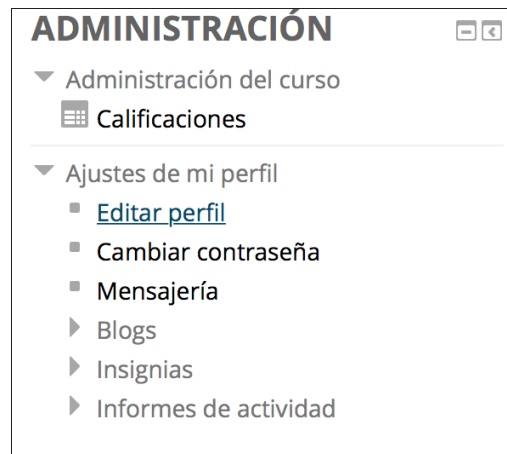 ADMINISTRACIÓN
Administración del curso
Calificaciones
Ajustes de mi perfil
Editar perfil
Cambiar contraseña
Mensajería
Blogs
Insignias
Informes de actividad